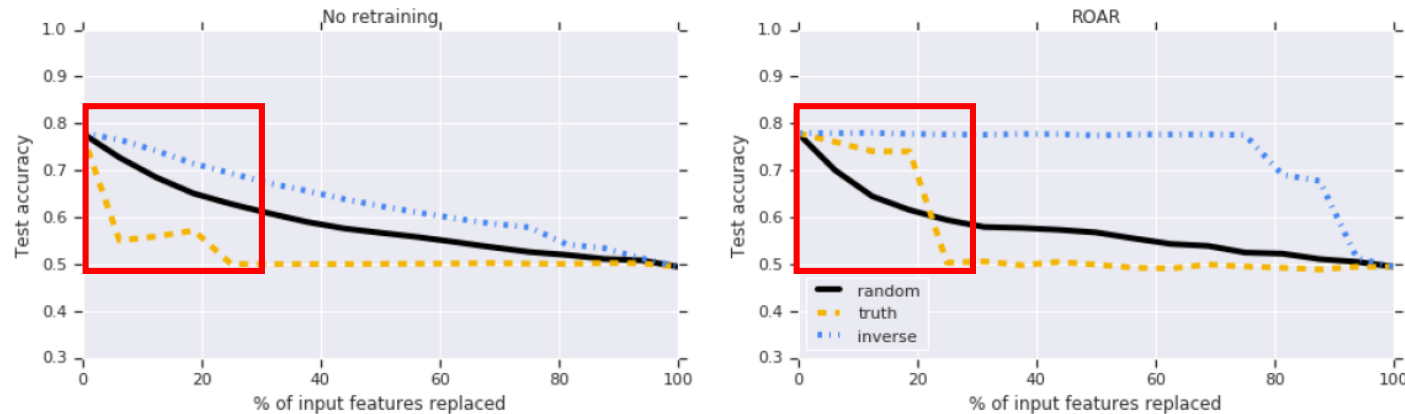 No retraining
1.0
0.9
0.8
0.7
0.6
0.5
0.4
0.3
Test accuracy
0 20 40 60 80 100
% of input features replaced
ROAR
1.0
0.9
0.8
0.7
0.6
0.5
0.4
0.3
Test accuracy
random
truth
inverse
0 20 40 60 80 100
% of input features replaced